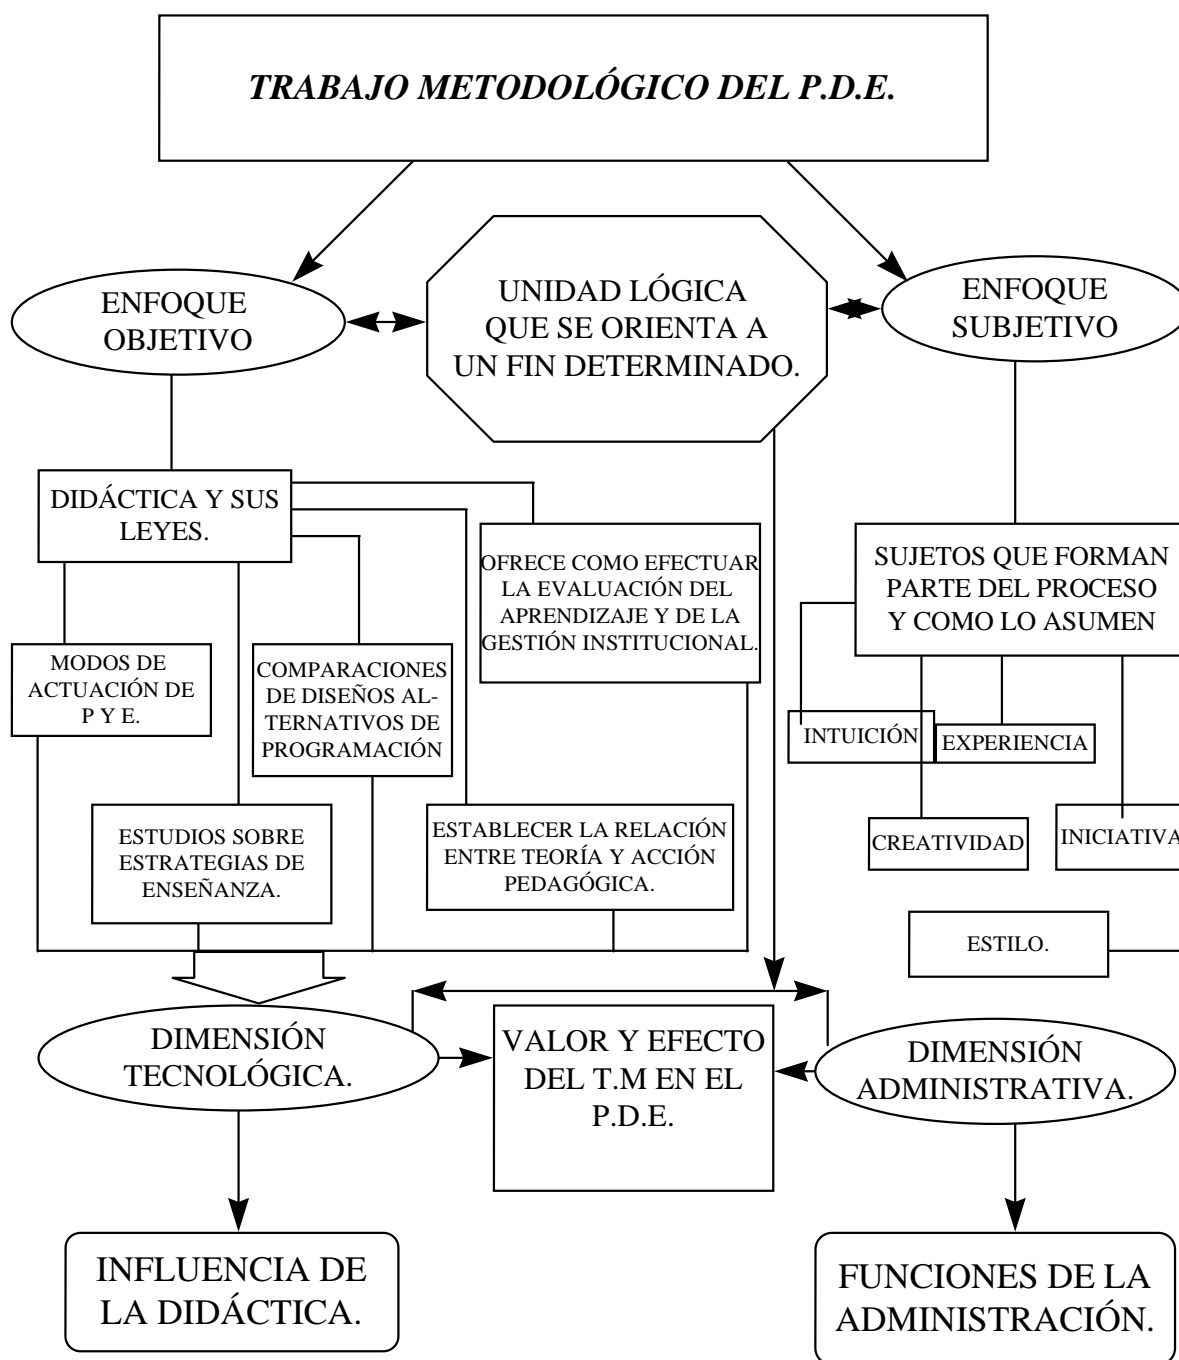 TRABAJO METODOLÓGICO DEL P.D.E.
ENFOQUE
OBJETIVO
UNIDAD LÓGICA
QUE SE ORIENTA A
UN FIN DETERMINADO.
ENFOQUE
SUBJETIVO
DIDÁCTICA Y SUS
LEYES.
OFRECE COMO EFECTUAR
LA EVALUACIÓN DEL
APRENDIZAJE Y DE LA
GESTIÓN INSTITUCIONAL.
SUJETOS QUE FORMAN
PARTE DEL PROCESO
Y COMO LO ASUMEN
MODOS DE
ACTUACIÓN DE
P Y E.
COMPARACIONES
DE DISEÑOS AL-
TERNATIVOS DE
PROGRAMACIÓN
INTUICIÓN
EXPERIENCIA
ESTUDIOS SOBRE
ESTRATEGIAS DE
ENSEÑANZA.
ESTABLECER LA RELACIÓN
ENTRE TEORÍA Y ACCIÓN
PEDAGÓGICA.
CREATIVIDAD
INICIATIVA
ESTILO.
DIMENSIÓN
TECNOLÓGICA.
VALOR Y EFECTO
DEL T.M EN EL
P.D.E.
DIMENSIÓN
ADMINISTRATIVA.
INFLUENCIA DE
LA DIDÁCTICA.
FUNCIONES DE LA
ADMINISTRACIÓN.